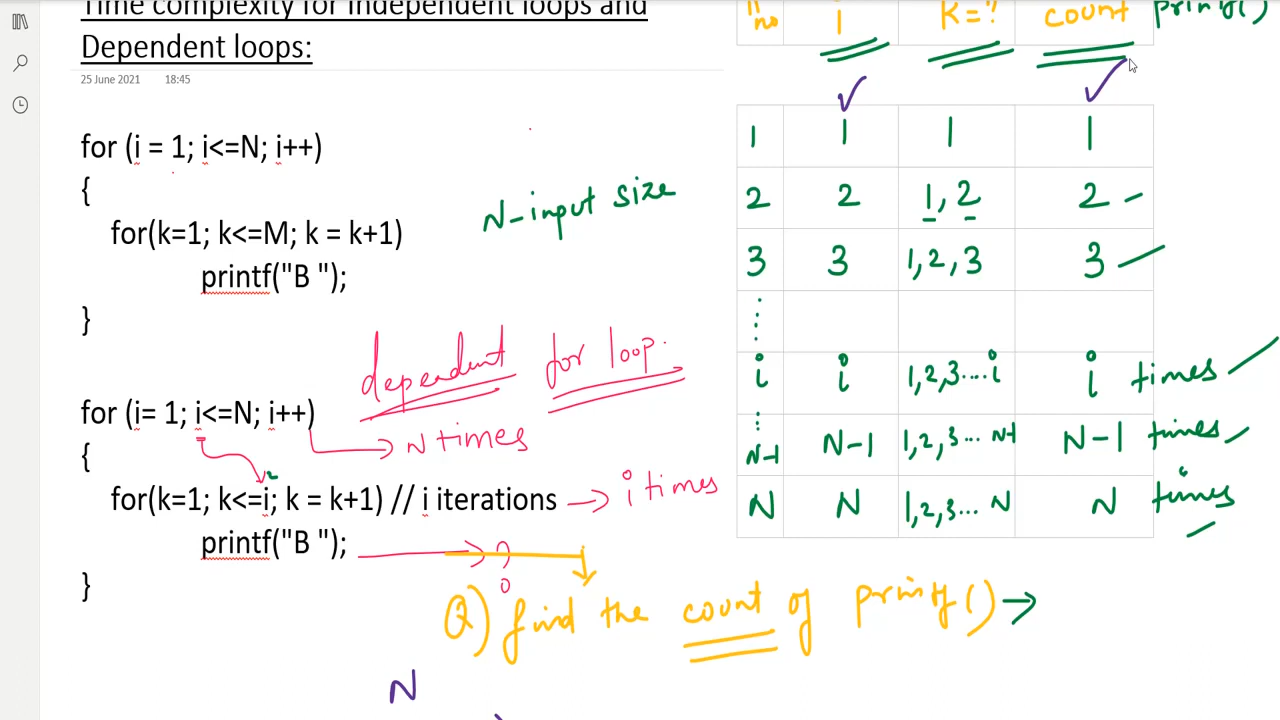 Time complexity for Independent loops and
Dependent loops:
25 June 2021 18:45
for (i = 1; i<=N; i++)
{
for(k=1; k<=M; k = k+1)
printf("B ");
}
N-input size
dependent for loop.
for (i= 1; i<=N; i++)
N times
{
for(k=1; k<=i; k = k+1) // i iterations
i times
printf("B ");
?
}
Q) find the count of printf() →
N
no i K=? count printf()
1 1 1 1
2 2 1, 2 2
3 3 1,2,3 3
i i 1,2,3....i i times
N-1 N-1 1,2,3... N-1 N-1 times
N N 1,2,3... N N times